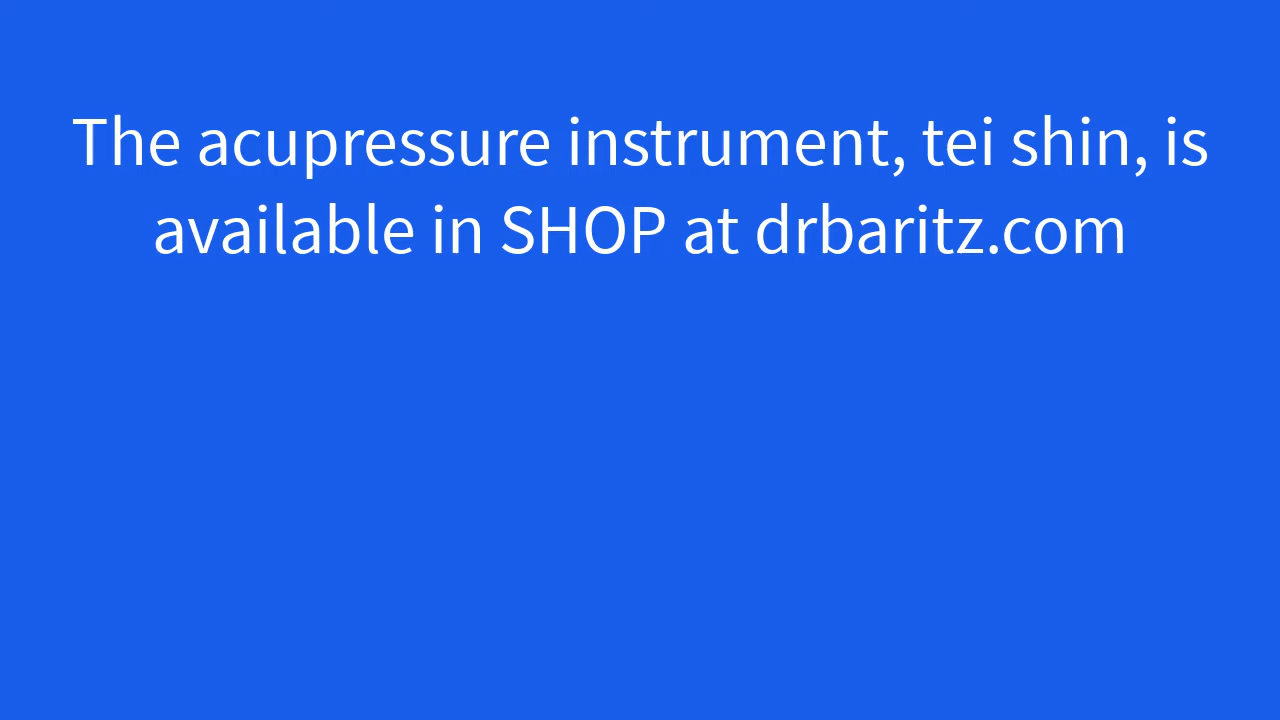 The acupressure instrument, tei shin, is
available in SHOP at drbaritz.com